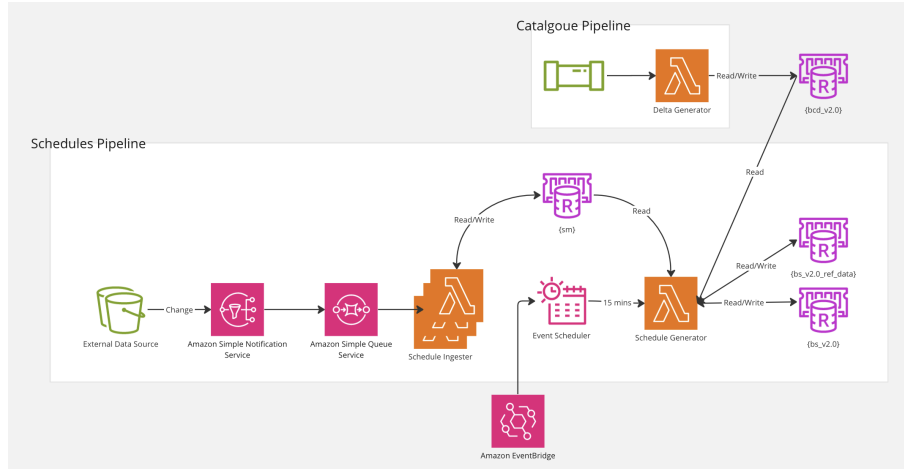 Catalgoue Pipeline
Read/Write
Delta Generator
{bcd_v2.0}
Schedules Pipeline
Read
Read/Write
Read
{sm}
Read/Write
{bs_v2.0_ref_data}
Change
15 mins
Read/Write
External Data Source
Amazon Simple Notification
Service
Amazon Simple Queue
Service
Schedule Ingester
Event Scheduler
Schedule Generator
{bs_v2.0}
Amazon EventBridge
R
R
R
R